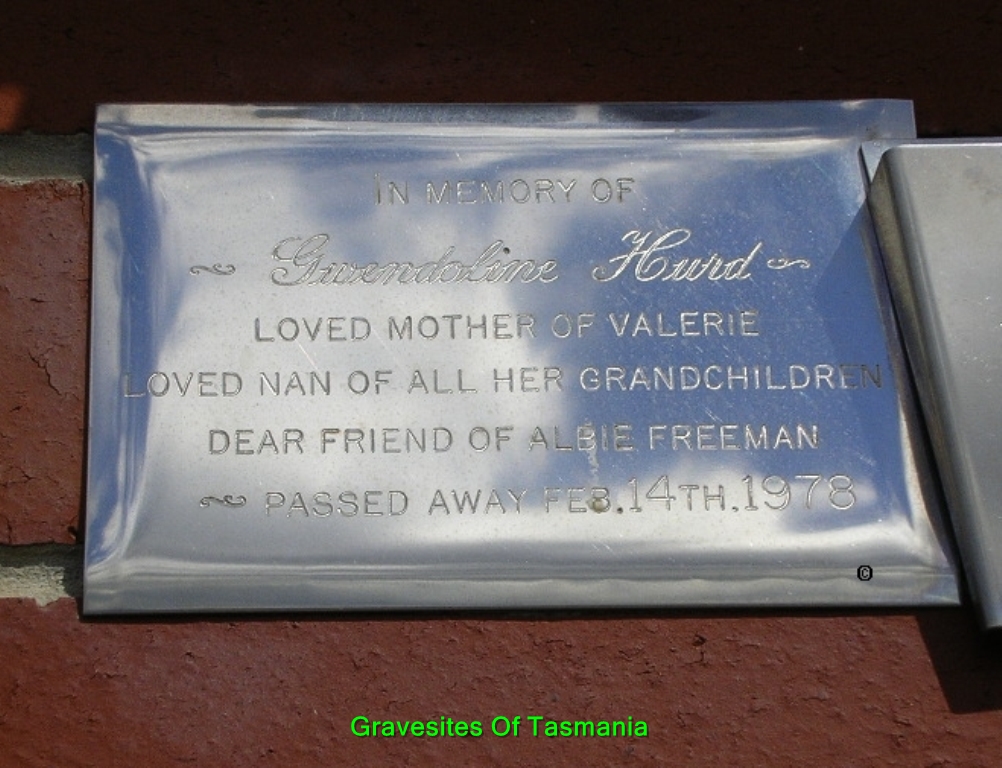 IN MEMORY OF
~ Gwendoline Hurd ~
LOVED MOTHER OF VALERIE
LOVED NAN OF ALL HER GRANDCHILDREN
DEAR FRIEND OF ALBIE FREEMAN
~ PASSED AWAY FEB.14TH.1978
©
Gravesites Of Tasmania